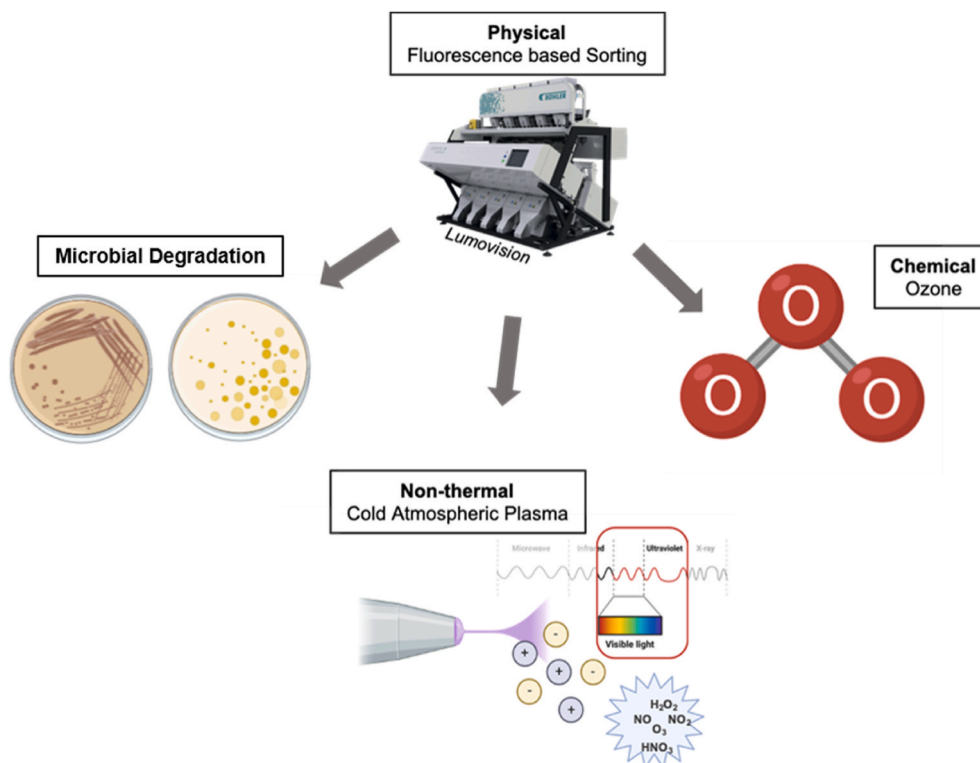 Physical
Fluorescence based Sorting
BÜHLER
Lumovision
Microbial Degradation
Chemical
Ozone
O
O
O
Non-thermal
Cold Atmospheric Plasma
Microwave Infrared Ultraviolet X-ray
Visible light
+
-
+
-
-
+
H₂O₂
NO NO₂
O₃
HNO₃